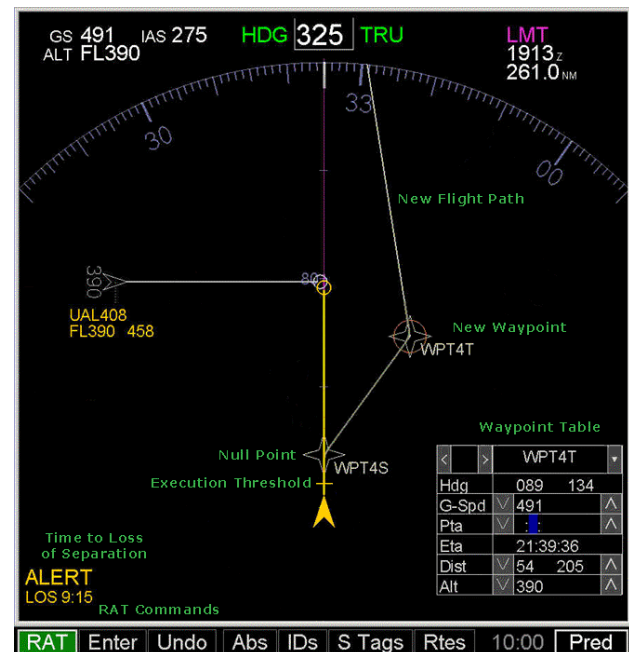 GS 491 IAS 275 HDG 325 TRU LMT
ALT FL390 1913 Z
261.0 NM
30
33
00
New Flight Path
390
80
UAL408
FL390 458
New Waypoint
WPT4T
Waypoint Table
Null Point
WPT4S
Execution Threshold
< > WPT4T
Hdg 089 134
G-Spd 491
Pta : :
Eta 21:39:36
Dist 54 205
Alt 390
Time to Loss
of Separation
ALERT
LOS 9:15
RAT Commands
RAT Enter Undo Abs IDs S Tags Rtes 10:00 Pred